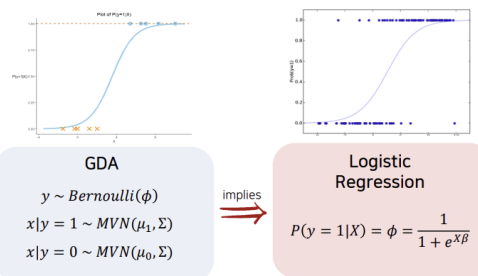 Plot of P(y=1|X)
GDA
y ~ Bernoulli(ϕ)
x|y = 1 ~ MVN(μ₁, Σ)
x|y = 0 ~ MVN(μ₀, Σ)
implies
Logistic
Regression
P(y = 1|X) = ϕ = 1 / (1 + e^{Xβ})